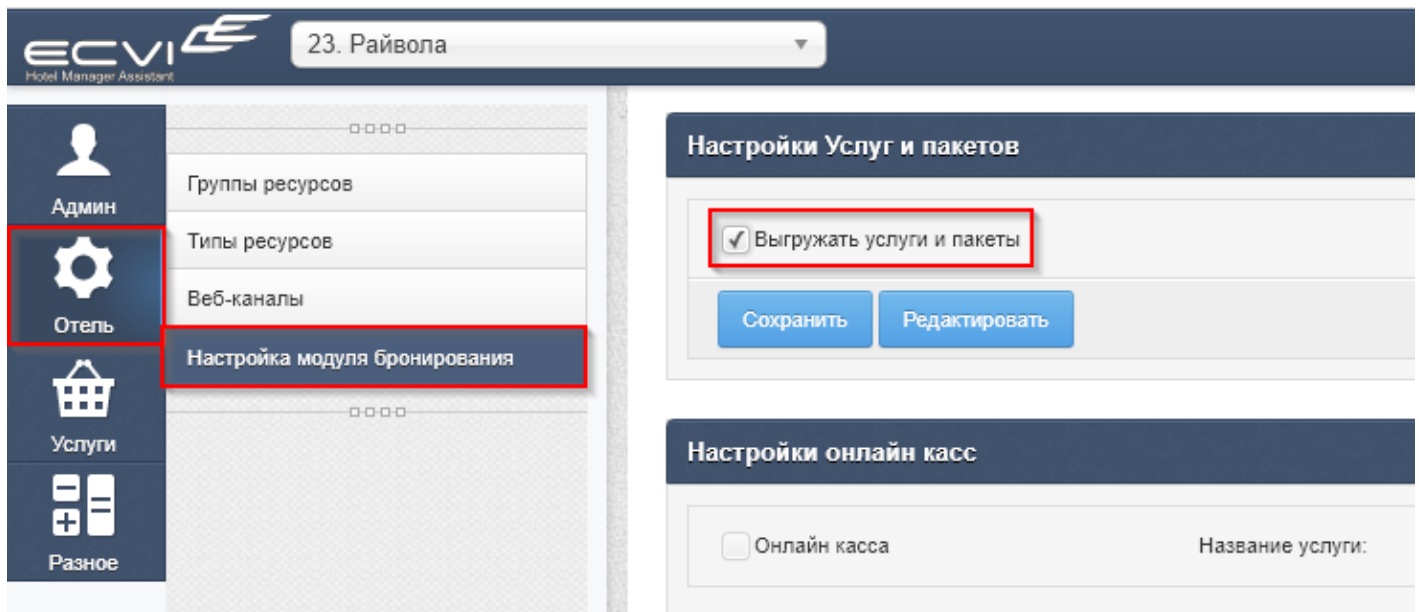 ECVI
Hotel Manager Assistant
23. Райвола
Админ
Отель
Услуги
Разное
Группы ресурсов
Типы ресурсов
Веб-каналы
Настройка модуля бронирования
Настройки Услуг и пакетов
Выгружать услуги и пакеты
Сохранить Редактировать
Настройки онлайн касс
Онлайн касса Название услуги: